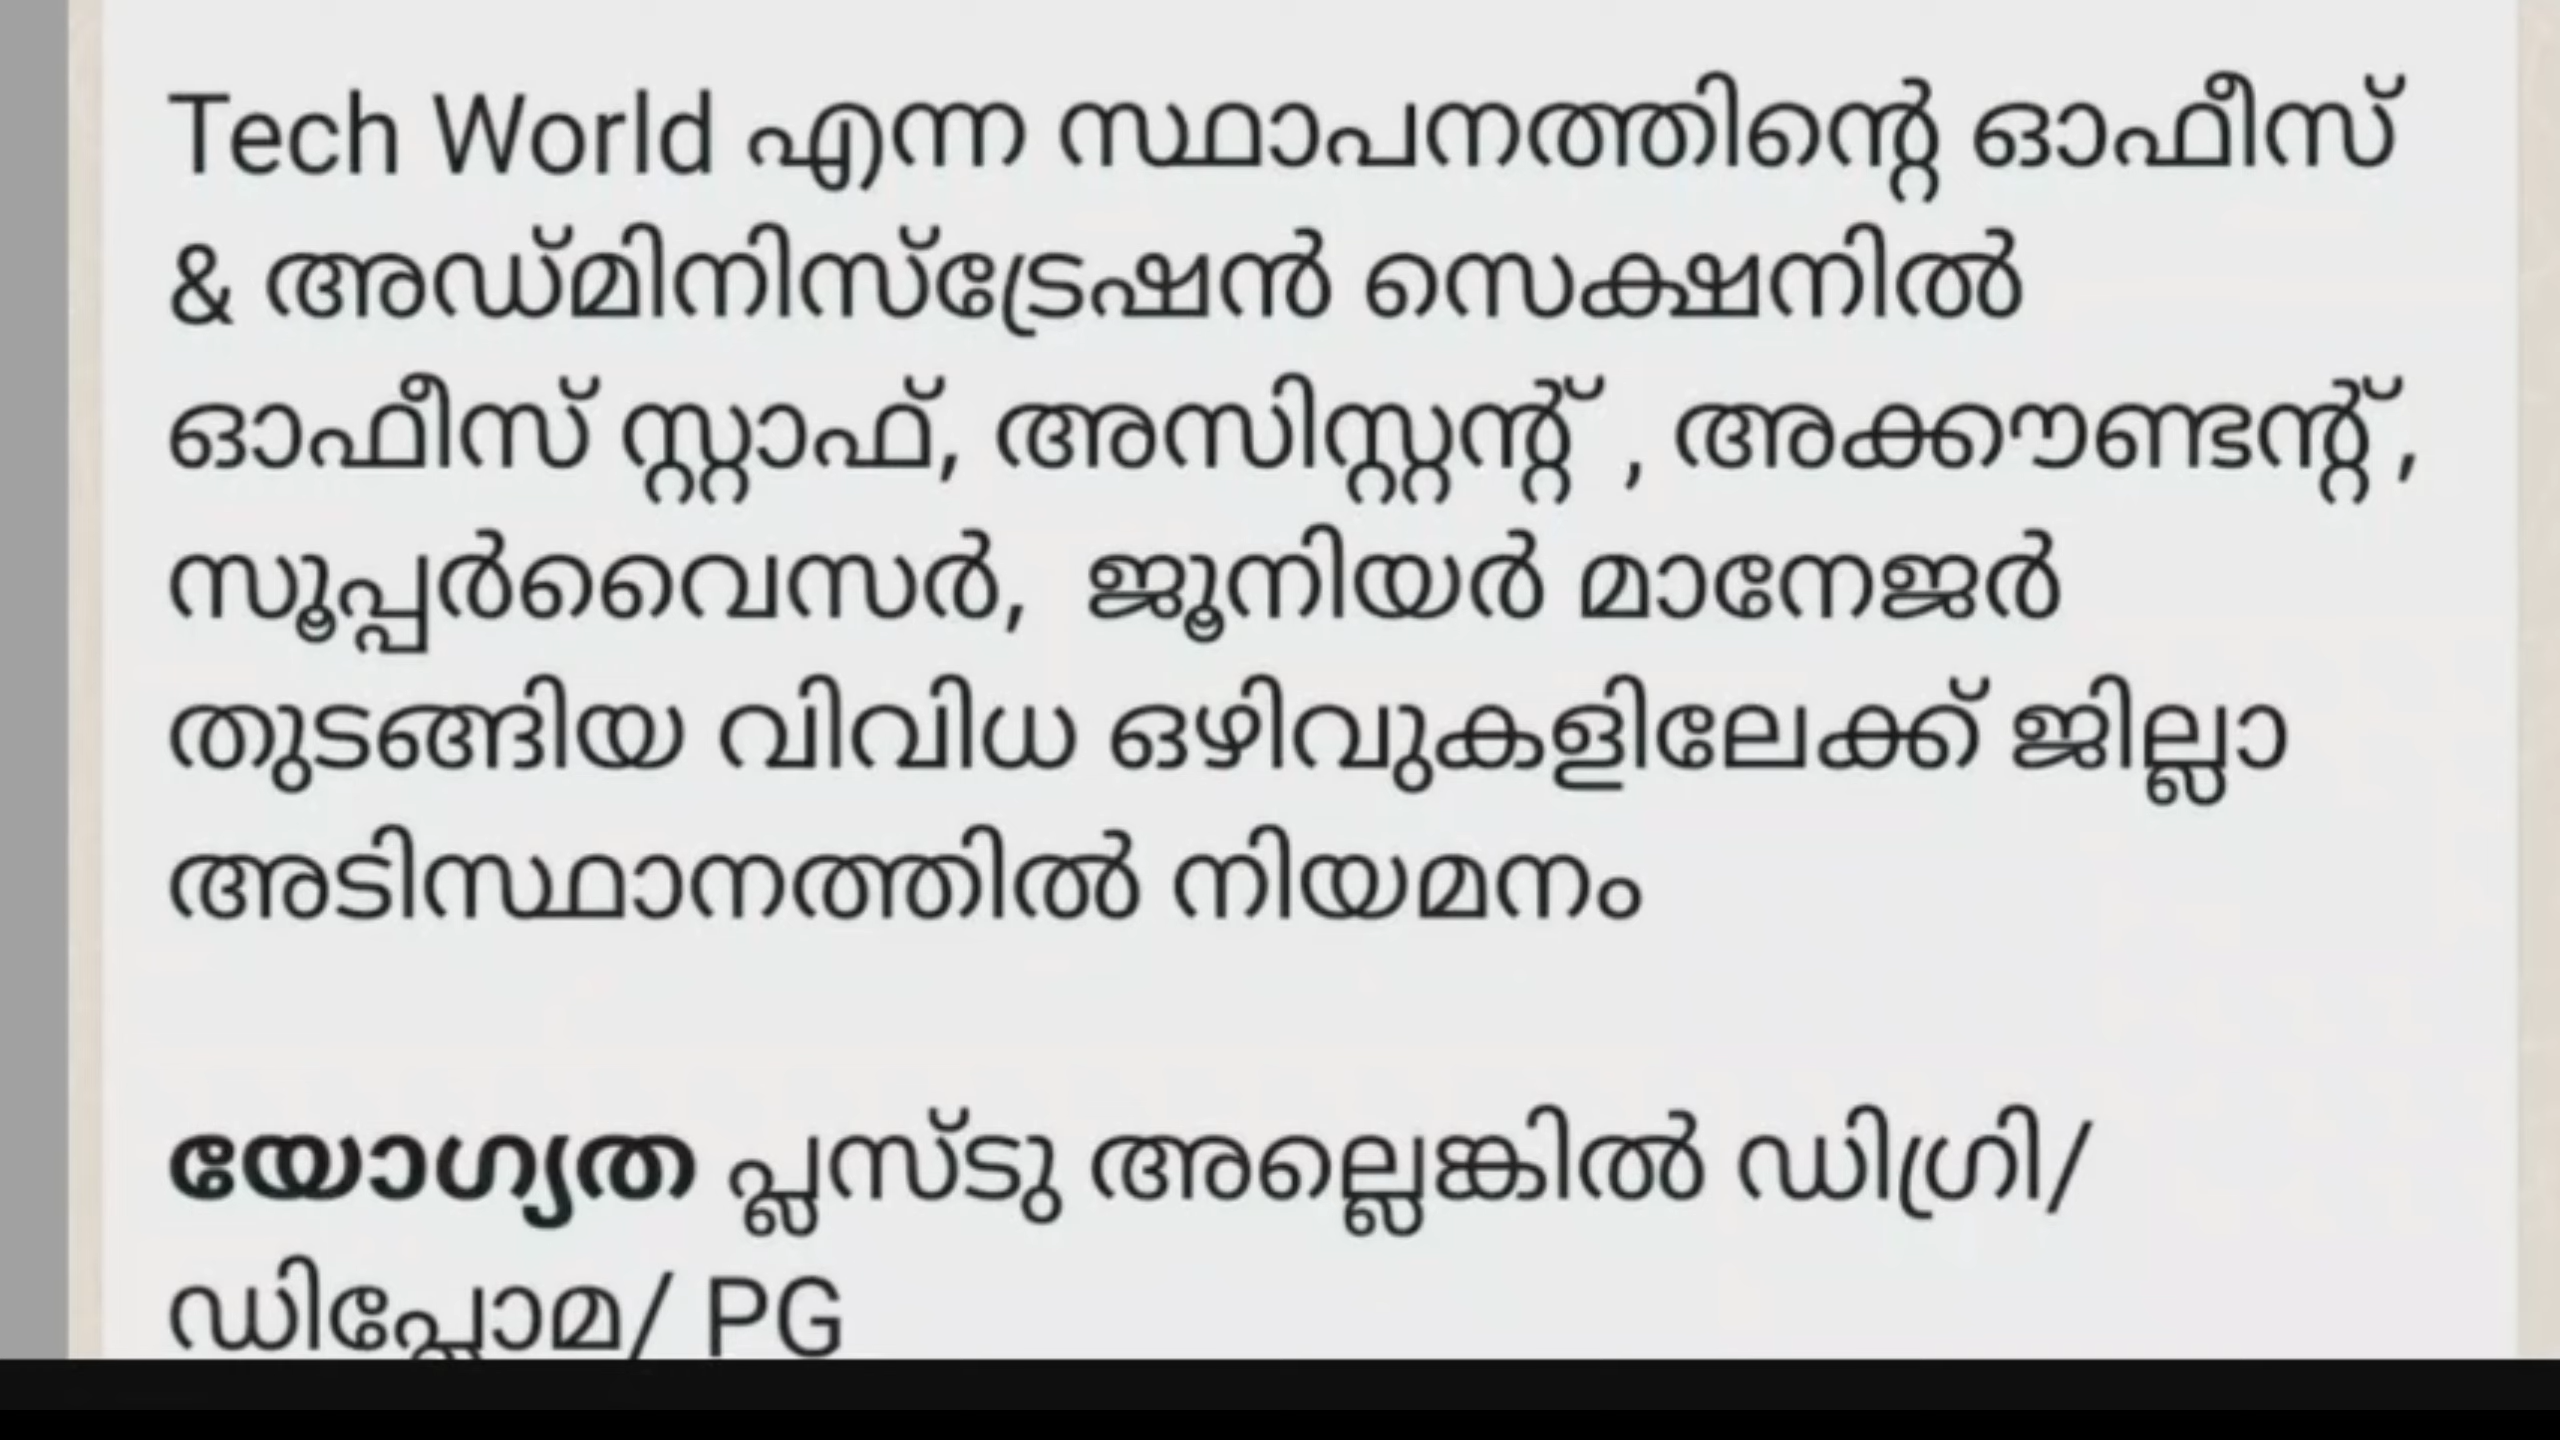 Tech World എന്ന സ്ഥാപനത്തിന്റെ ഓഫീസ്
& അഡ്മിനിസ്ട്രേഷൻ സെക്ഷനിൽ
ഓഫീസ് സ്റ്റാഫ്, അസിസ്റ്റന്റ് , അക്കൗണ്ടന്റ്,
സൂപ്പർവൈസർ,  ജൂനിയർ മാനേജർ
തുടങ്ങിയ വിവിധ ഒഴിവുകളിലേക്ക് ജില്ലാ
അടിസ്ഥാനത്തിൽ നിയമനം
യോഗ്യത പ്ലസ്ടു അല്ലെങ്കിൽ ഡിഗ്രി/
ഡിപ്ലോമ/ PG